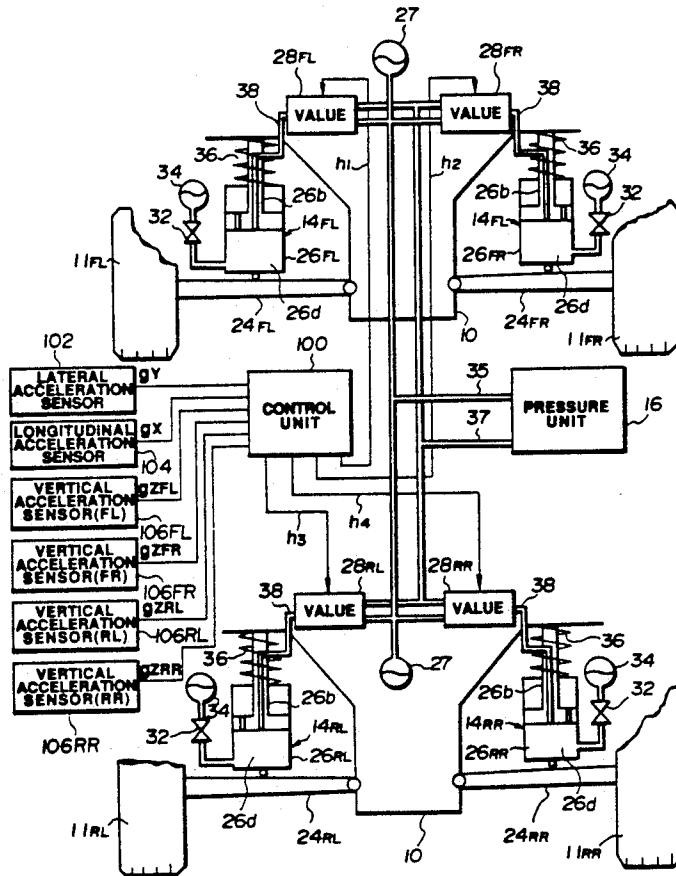 27
28FL
28FR
38
VALUE
VALUE
38
36
h1
h2
36
34
34
32
26b
26b
32
14FL
14FL
11FL
26FL
26FR
26d
26d
24FL
10
24FR
11FR
102
100
LATERAL
ACCELERATION
SENSOR
gY
CONTROL
UNIT
35
PRESSURE
UNIT
37
16
LONGITUDINAL
ACCELERATION
SENSOR
gX
104
VERTICAL
ACCELERATION
SENSOR(FL)
gZFL
106FL
h3
h4
VERTICAL
ACCELERATION
SENSOR(FR)
gZFR
106FR
28RL
28RR
38
VALUE
VALUE
38
VERTICAL
ACCELERATION
SENSOR(RL)
gZRL
106RL
36
27
36
34
VERTICAL
ACCELERATION
SENSOR(RR)
gZRR
106RR
34
32
26b
26b
32
14RL
14RR
26RL
26RR
26d
26d
24RL
24RR
11RL
10
11RR